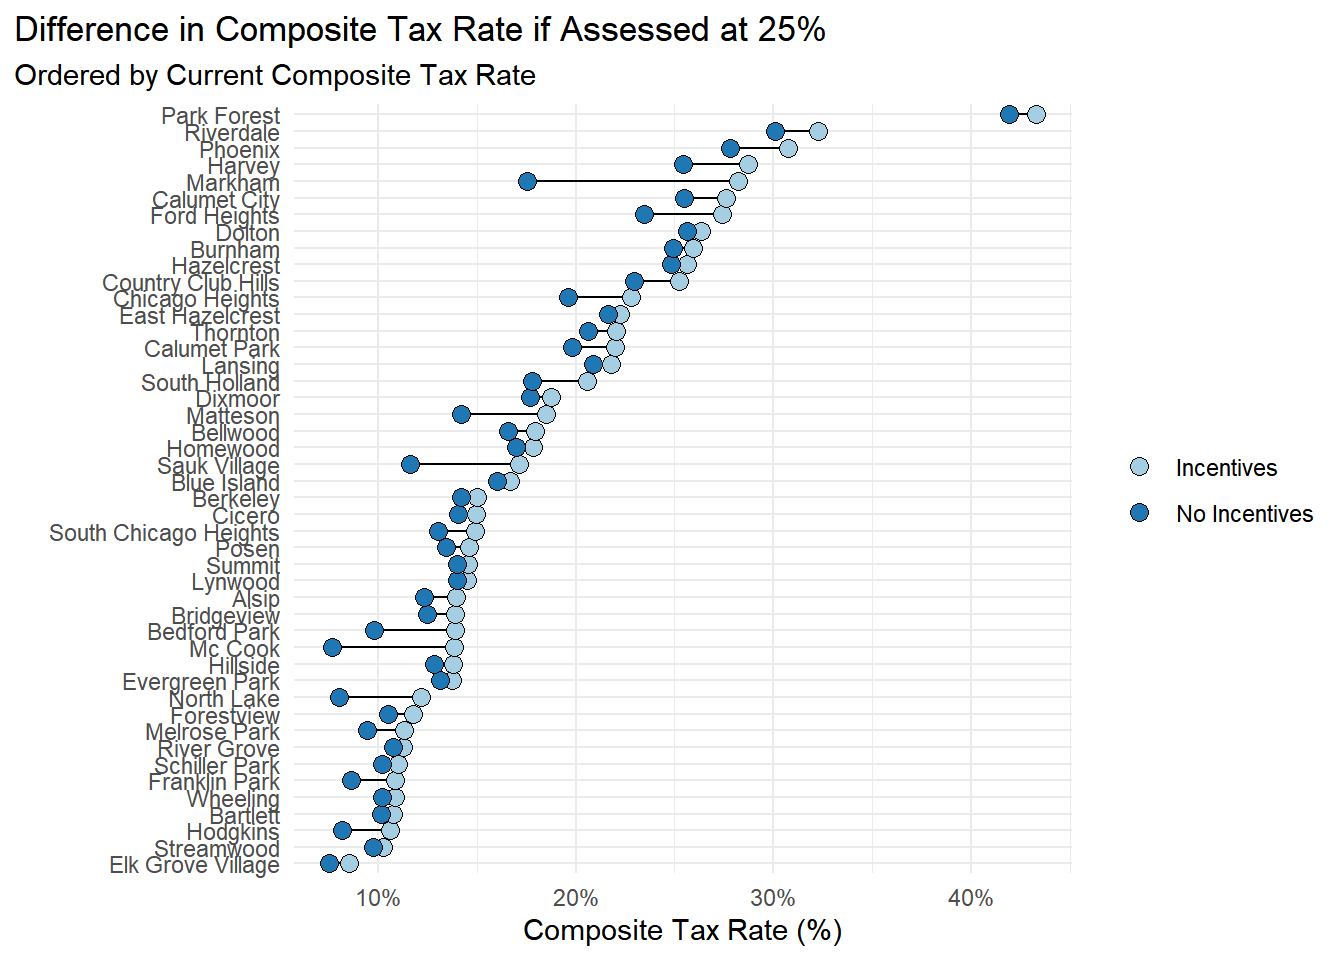 Difference in Composite Tax Rate if Assessed at 25%
Ordered by Current Composite Tax Rate
Park Forest
Riverdale
Phoenix
Harvey
Markham
Calumet City
Ford Heights
Dolton
Burnham
Hazelcrest
Country Club Hills
Chicago Heights
East Hazelcrest
Thornton
Calumet Park
Lansing
South Holland
Dixmoor
Matteson
Bellwood
Homewood
Sauk Village
Blue Island
Berkeley
Cicero
South Chicago Heights
Posen
Summit
Lynwood
Alsip
Bridgeview
Bedford Park
Mc Cook
Hillside
Evergreen Park
North Lake
Forestview
Melrose Park
River Grove
Schiller Park
Franklin Park
Wheeling
Bartlett
Hodgkins
Streamwood
Elk Grove Village
10% 20% 30% 40%
Composite Tax Rate (%)
Incentives
No Incentives